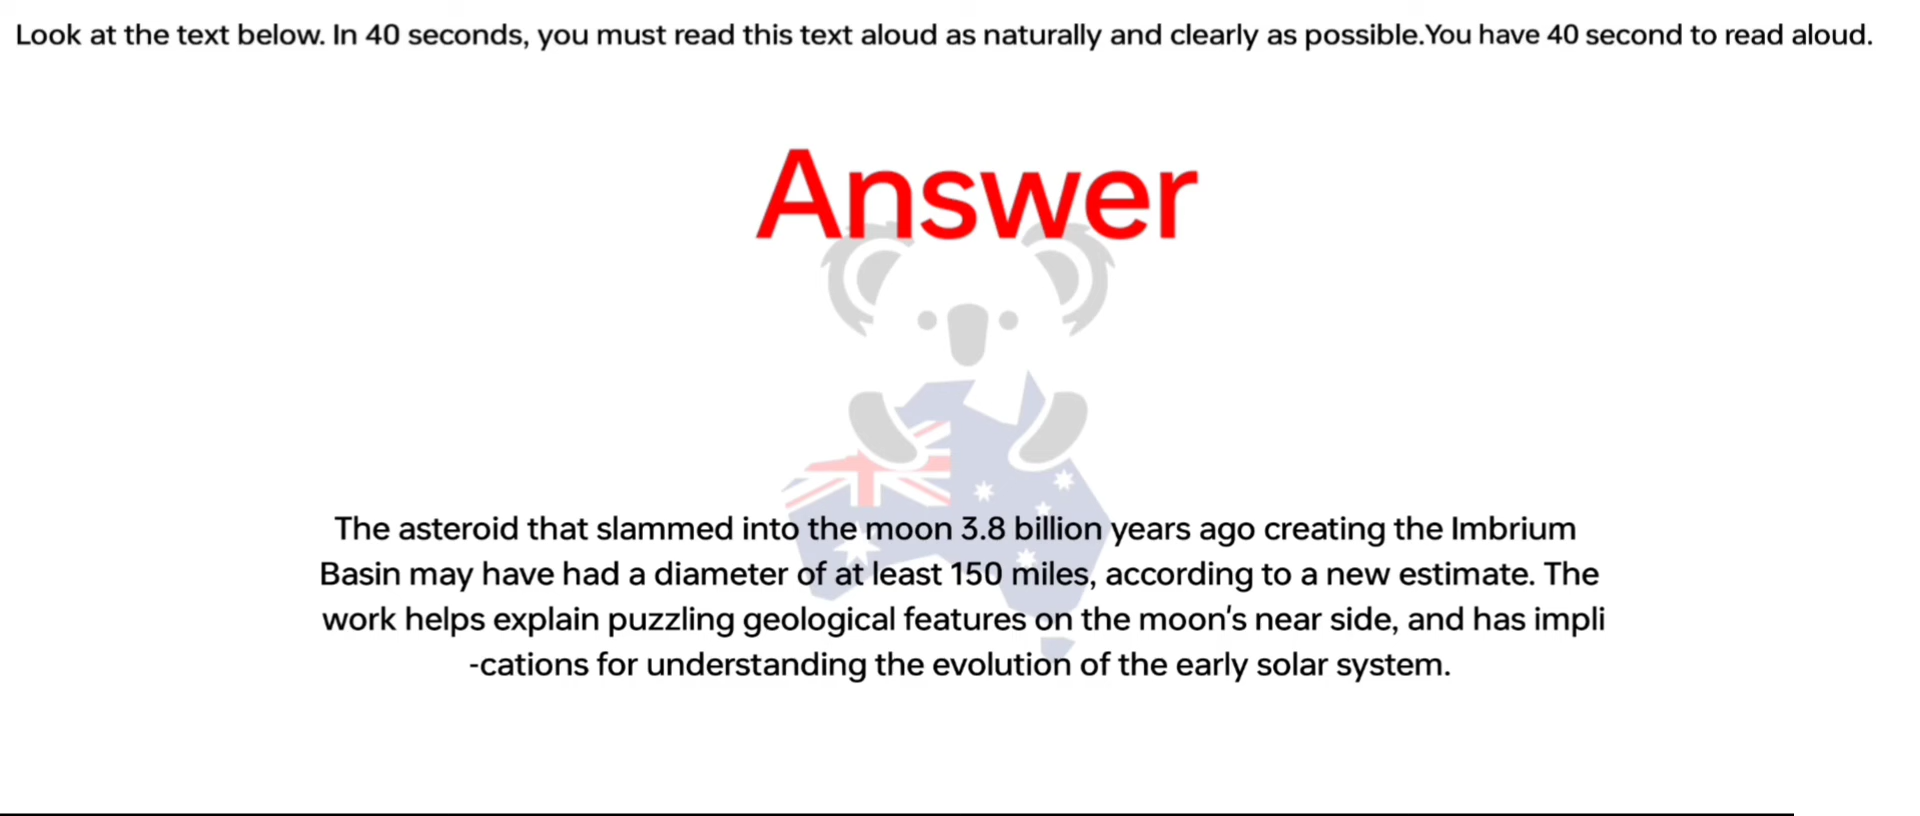 Look at the text below. In 40 seconds, you must read this text aloud as naturally and clearly as possible.You have 40 second to read aloud.
Answer
The asteroid that slammed into the moon 3.8 billion years ago creating the Imbrium
Basin may have had a diameter of at least 150 miles, according to a new estimate. The
work helps explain puzzling geological features on the moon's near side, and has impli
-cations for understanding the evolution of the early solar system.